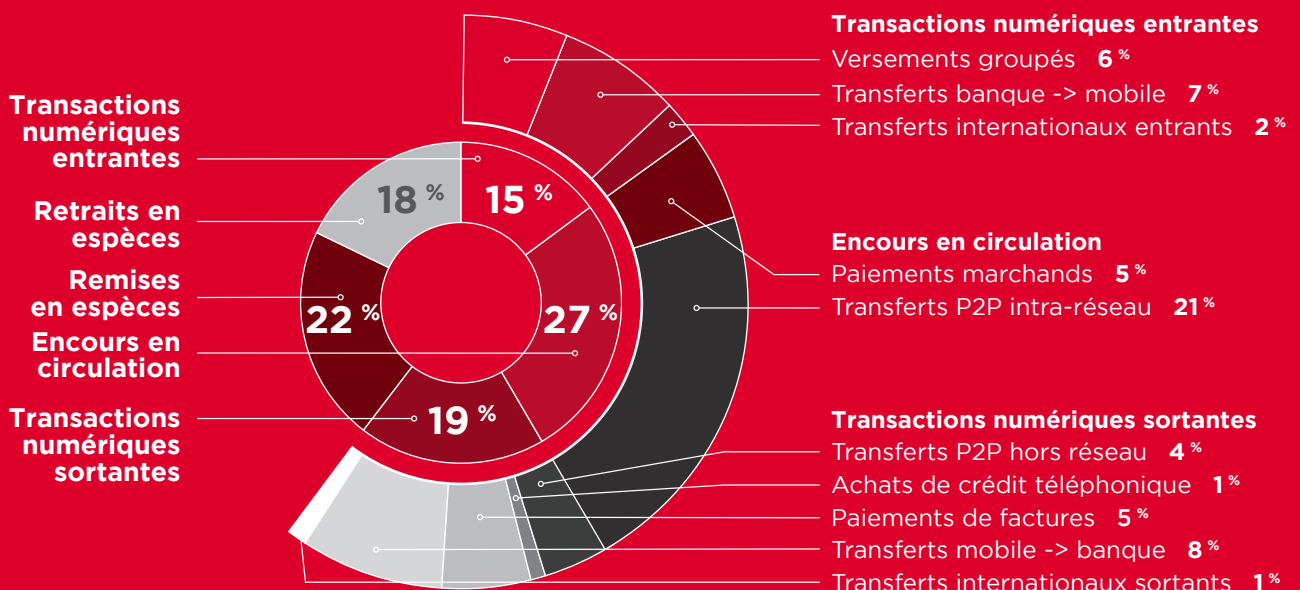 Transactions
numériques
entrantes
Retraits en
espèces
Remises
en espèces
Encours en
circulation
Transactions
numériques
sortantes
18 %
15 %
22 %
27 %
19 %
Transactions numériques entrantes
Versements groupés 6 %
Transferts banque -> mobile 7 %
Transferts internationaux entrants 2 %
Encours en circulation
Paiements marchands 5 %
Transferts P2P intra-réseau 21 %
Transactions numériques sortantes
Transferts P2P hors réseau 4 %
Achats de crédit téléphonique 1 %
Paiements de factures 5 %
Transferts mobile -> banque 8 %
Transferts internationaux sortants 1 %